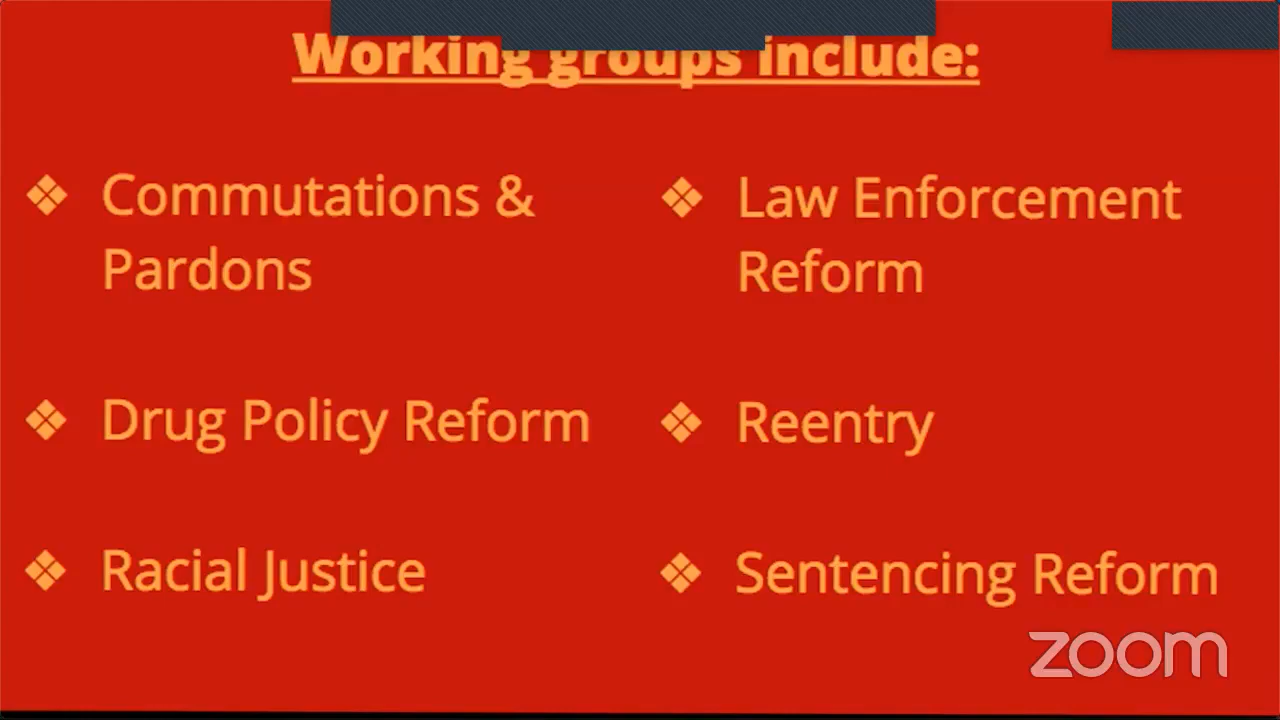 Working groups include:
❖ Commutations &
Pardons
❖ Drug Policy Reform
❖ Racial Justice
❖ Law Enforcement
Reform
❖ Reentry
❖ Sentencing Reform
zoom